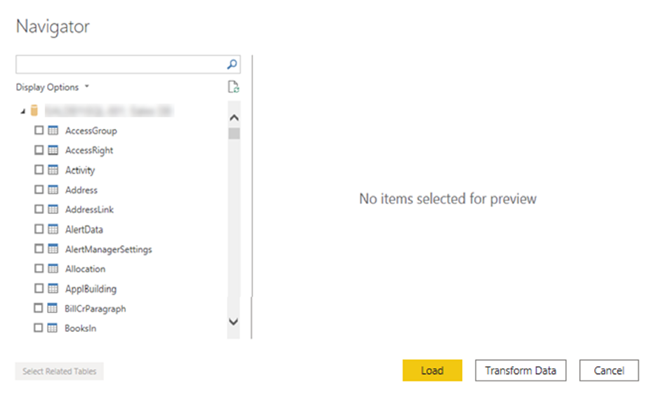 Navigator
Display Options
AccessGroup
AccessRight
Activity
Address
AddressLink
AlertData
AlertManagerSettings
Allocation
ApplBuilding
BillCrParagraph
BooksIn
No items selected for preview
Select Related Tables
Load
Transform Data
Cancel